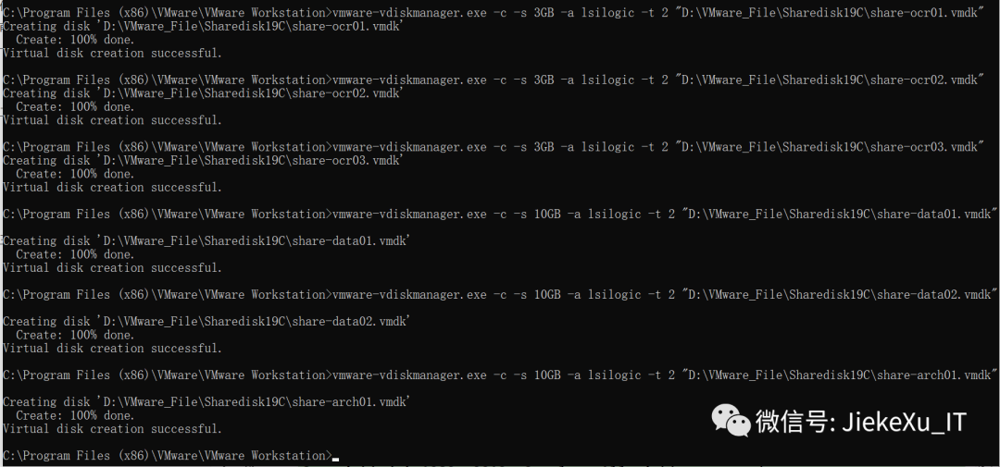 C:\Program Files (x86)\VMware\VMware Workstation>vmware-vdiskmanager.exe -c -s 3GB -a lsilogic -t 2 "D:\VMware_File\Sharedisk19C\share-ocr01.vmdk"
Creating disk 'D:\VMware_File\Sharedisk19C\share-ocr01.vmdk'
  Create: 100% done.
Virtual disk creation successful.
C:\Program Files (x86)\VMware\VMware Workstation>vmware-vdiskmanager.exe -c -s 3GB -a lsilogic -t 2 "D:\VMware_File\Sharedisk19C\share-ocr02.vmdk"
Creating disk 'D:\VMware_File\Sharedisk19C\share-ocr02.vmdk'
  Create: 100% done.
Virtual disk creation successful.
C:\Program Files (x86)\VMware\VMware Workstation>vmware-vdiskmanager.exe -c -s 3GB -a lsilogic -t 2 "D:\VMware_File\Sharedisk19C\share-ocr03.vmdk"
Creating disk 'D:\VMware_File\Sharedisk19C\share-ocr03.vmdk'
  Create: 100% done.
Virtual disk creation successful.
C:\Program Files (x86)\VMware\VMware Workstation>vmware-vdiskmanager.exe -c -s 10GB -a lsilogic -t 2 "D:\VMware_File\Sharedisk19C\share-data01.vmdk"
Creating disk 'D:\VMware_File\Sharedisk19C\share-data01.vmdk'
  Create: 100% done.
Virtual disk creation successful.
C:\Program Files (x86)\VMware\VMware Workstation>vmware-vdiskmanager.exe -c -s 10GB -a lsilogic -t 2 "D:\VMware_File\Sharedisk19C\share-data02.vmdk"
Creating disk 'D:\VMware_File\Sharedisk19C\share-data02.vmdk'
  Create: 100% done.
Virtual disk creation successful.
C:\Program Files (x86)\VMware\VMware Workstation>vmware-vdiskmanager.exe -c -s 10GB -a lsilogic -t 2 "D:\VMware_File\Sharedisk19C\share-arch01.vmdk"
Creating disk 'D:\VMware_File\Sharedisk19C\share-arch01.vmdk'
  Create: 100% done.
Virtual disk creation successful.
微信号: JiekeXu_IT
C:\Program Files (x86)\VMware\VMware Workstation>